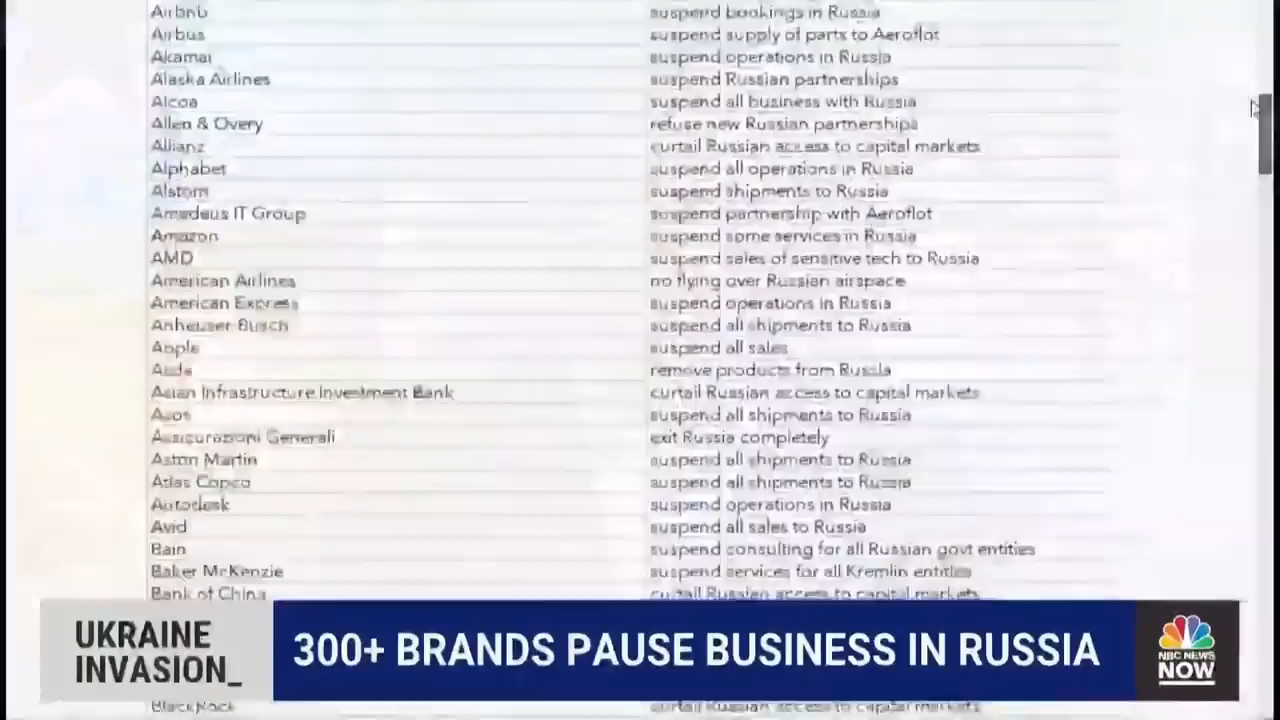 Airbnb suspend bookings in Russia
Airbus suspend supply of parts to Aeroflot
Akamai suspend operations in Russia
Alaska Airlines suspend Russian partnerships
Alcoa suspend all business with Russia
Allen & Overy refuse new Russian partnerships
Allianz curtail Russian access to capital markets
Alphabet suspend all operations in Russia
Alstom suspend shipments to Russia
Amadeus IT Group suspend partnership with Aeroflot
Amazon suspend some services in Russia
AMD suspend sales of sensitive tech to Russia
American Airlines no flying over Russian airspace
American Express suspend operations in Russia
Anheuser Busch suspend all shipments to Russia
Apple suspend all sales
remove products from Russia
Asian Infrastructure Investment Bank curtail Russian access to capital markets
Asos suspend all shipments to Russia
Assicurazioni Generali exit Russia completely
Aston Martin suspend all shipments to Russia
Atlas Copco suspend all shipments to Russia
Autodesk suspend operations in Russia
Avid suspend all sales to Russia
Bain suspend consulting for all Russian govt entities
Baker McKenzie suspend services for all Kremlin entities
Bank of China curtail Russian access to capital markets
UKRAINE
INVASION_
300+ BRANDS PAUSE BUSINESS IN RUSSIA
NBC NEWS
NOW
BlackRock curtail Russian access to capital markets